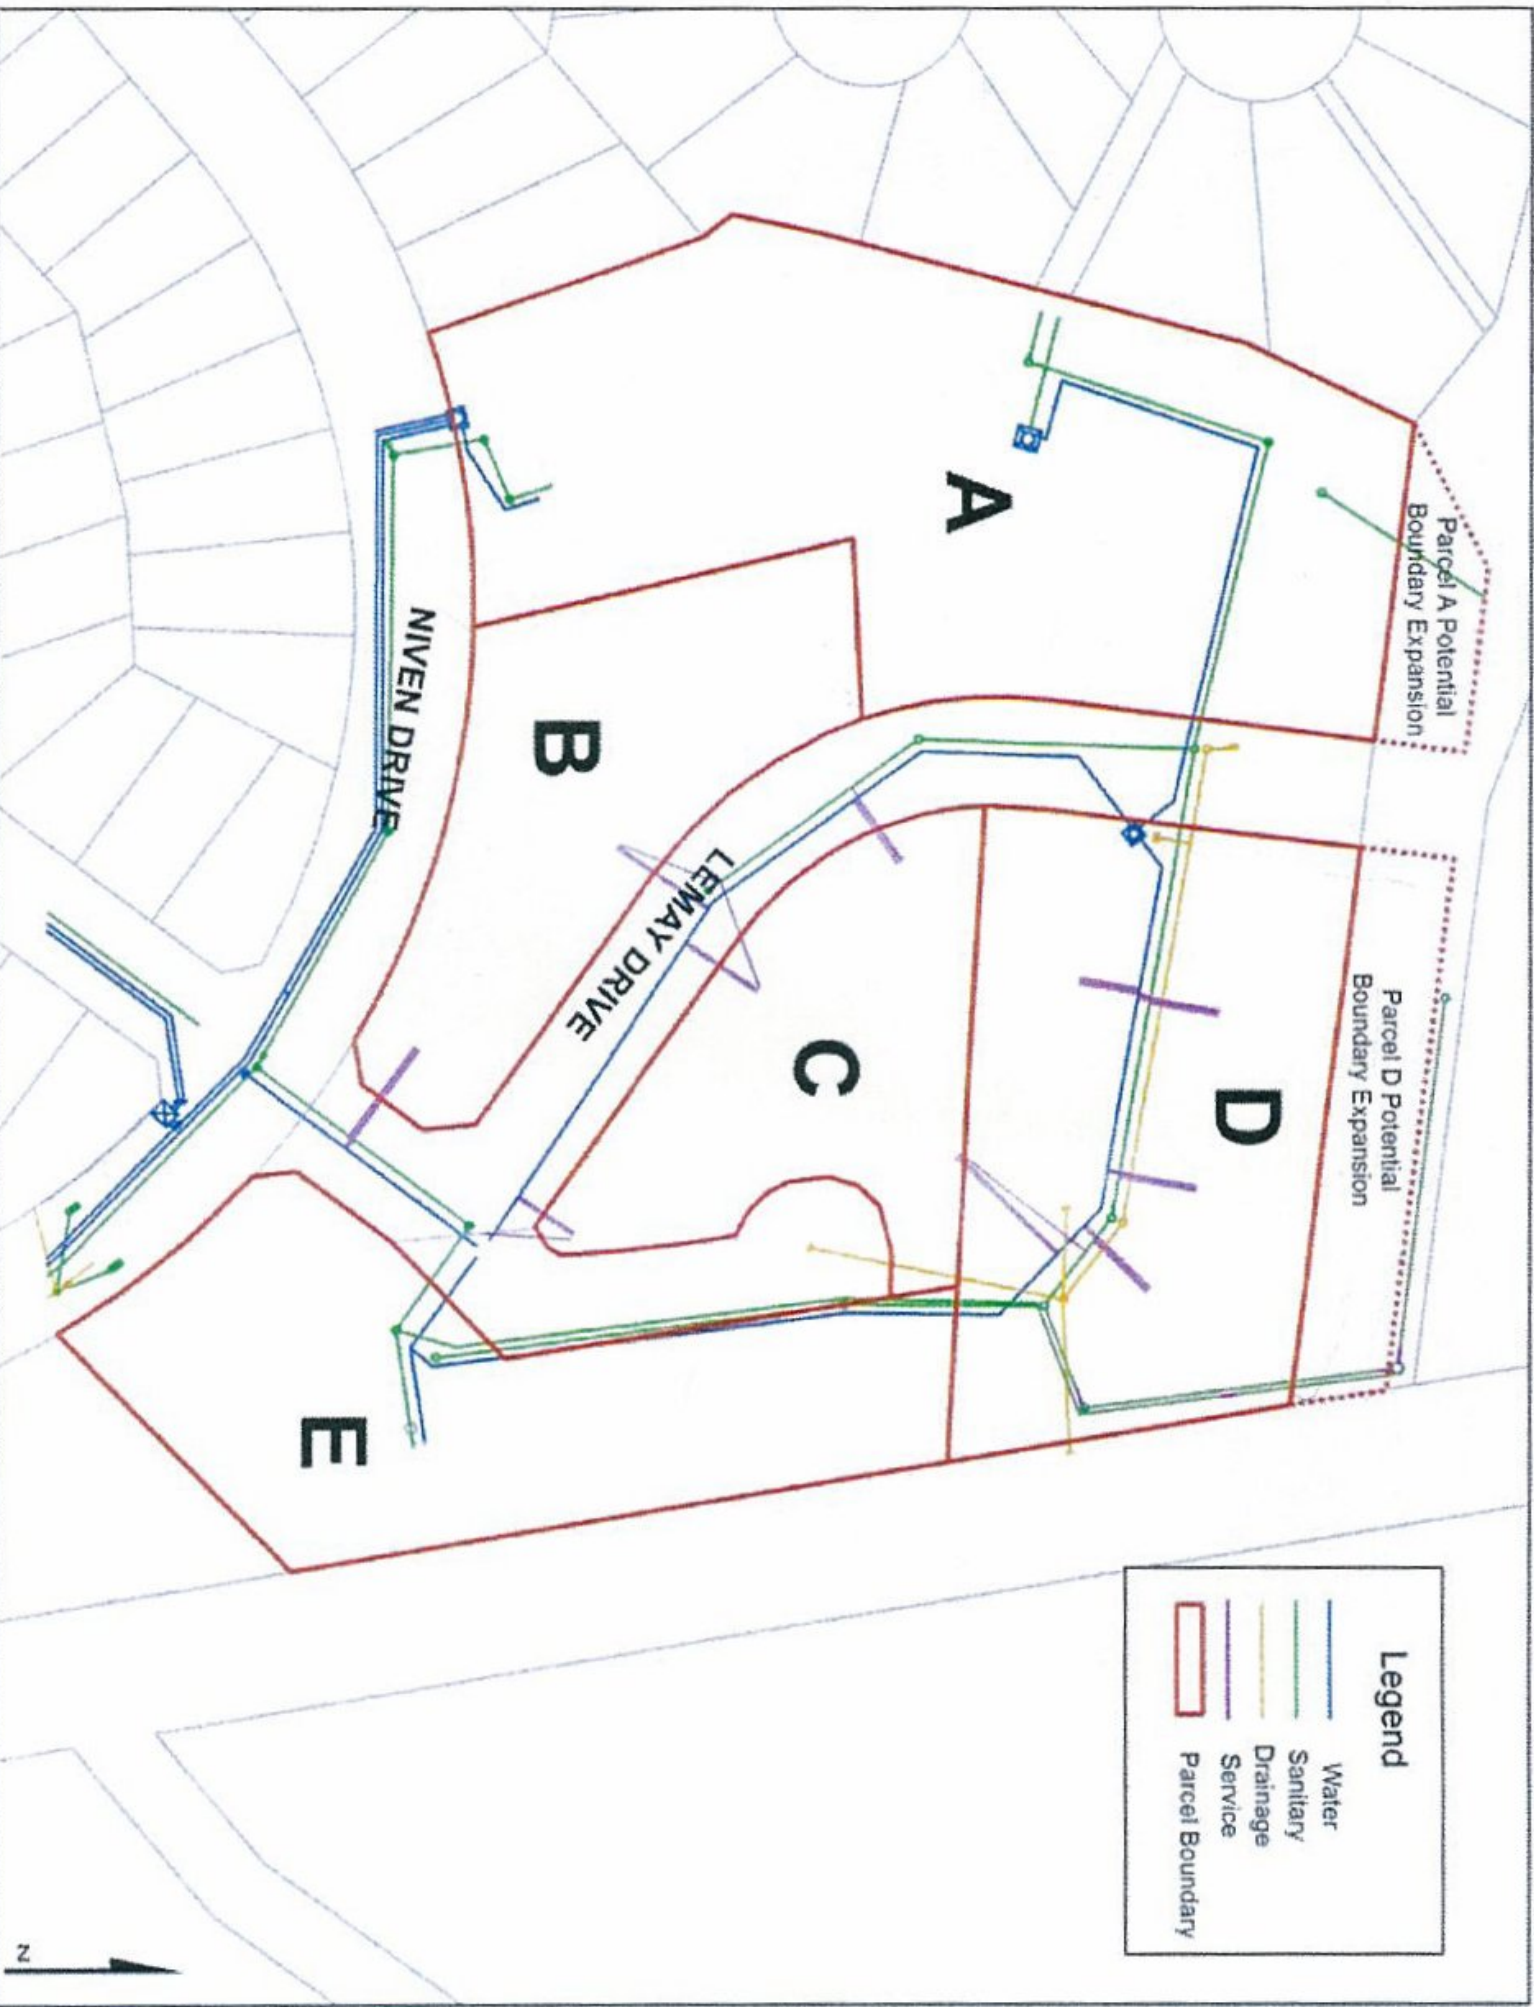 Parcel A Potential
Boundary Expansion
Parcel D Potential
Boundary Expansion
A
D
B
C
E
NIVEN DRIVE
LEMAY DRIVE
Legend
Water
Sanitary
Drainage
Service
Parcel Boundary
N